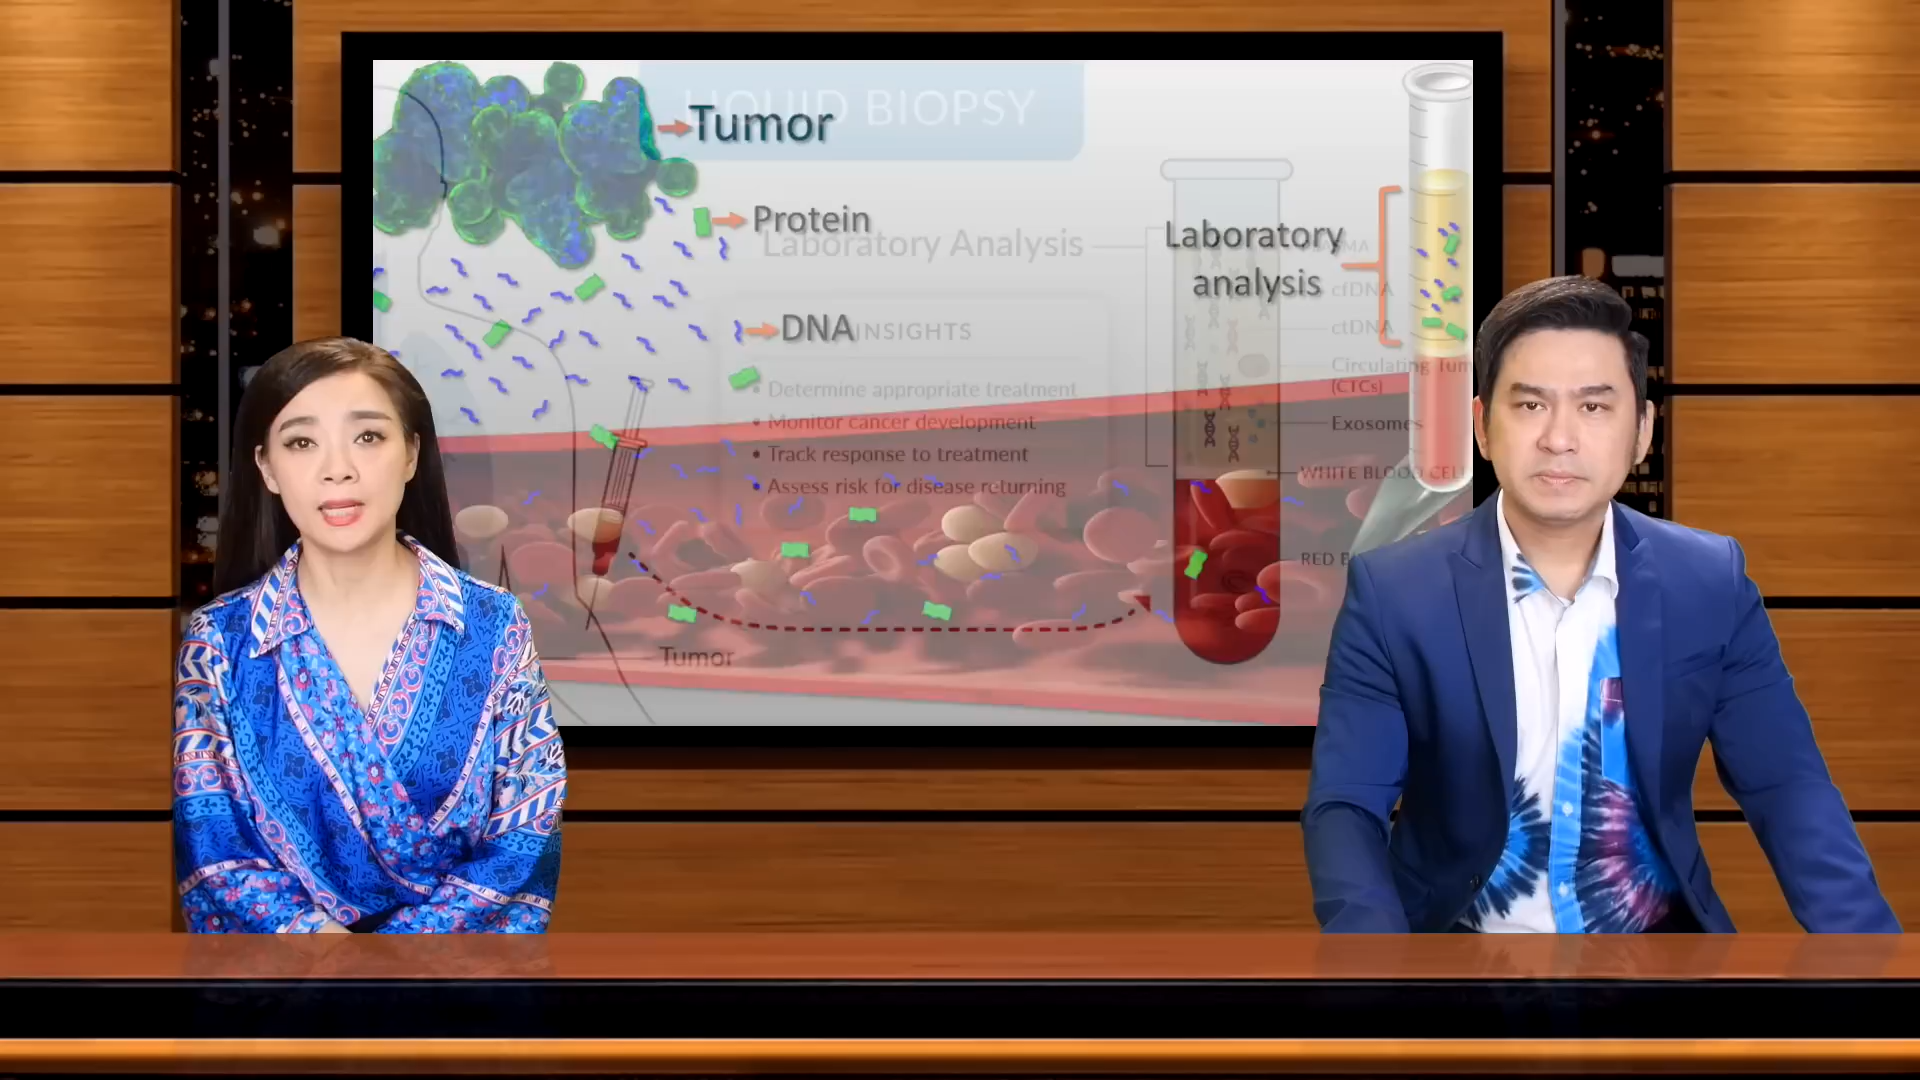 LIQUID BIOPSY
Tumor
Protein
Laboratory Analysis
Laboratory
analysis
PLASMA
cfDNA
ctDNA
DNA
INSIGHTS
Circulating Tum
(CTCs)
• Determine appropriate treatment
• Monitor cancer development
Exosomes
• Track response to treatment
WHITE BLOOD CELL
• Assess risk for disease returning
RED B
Tumor